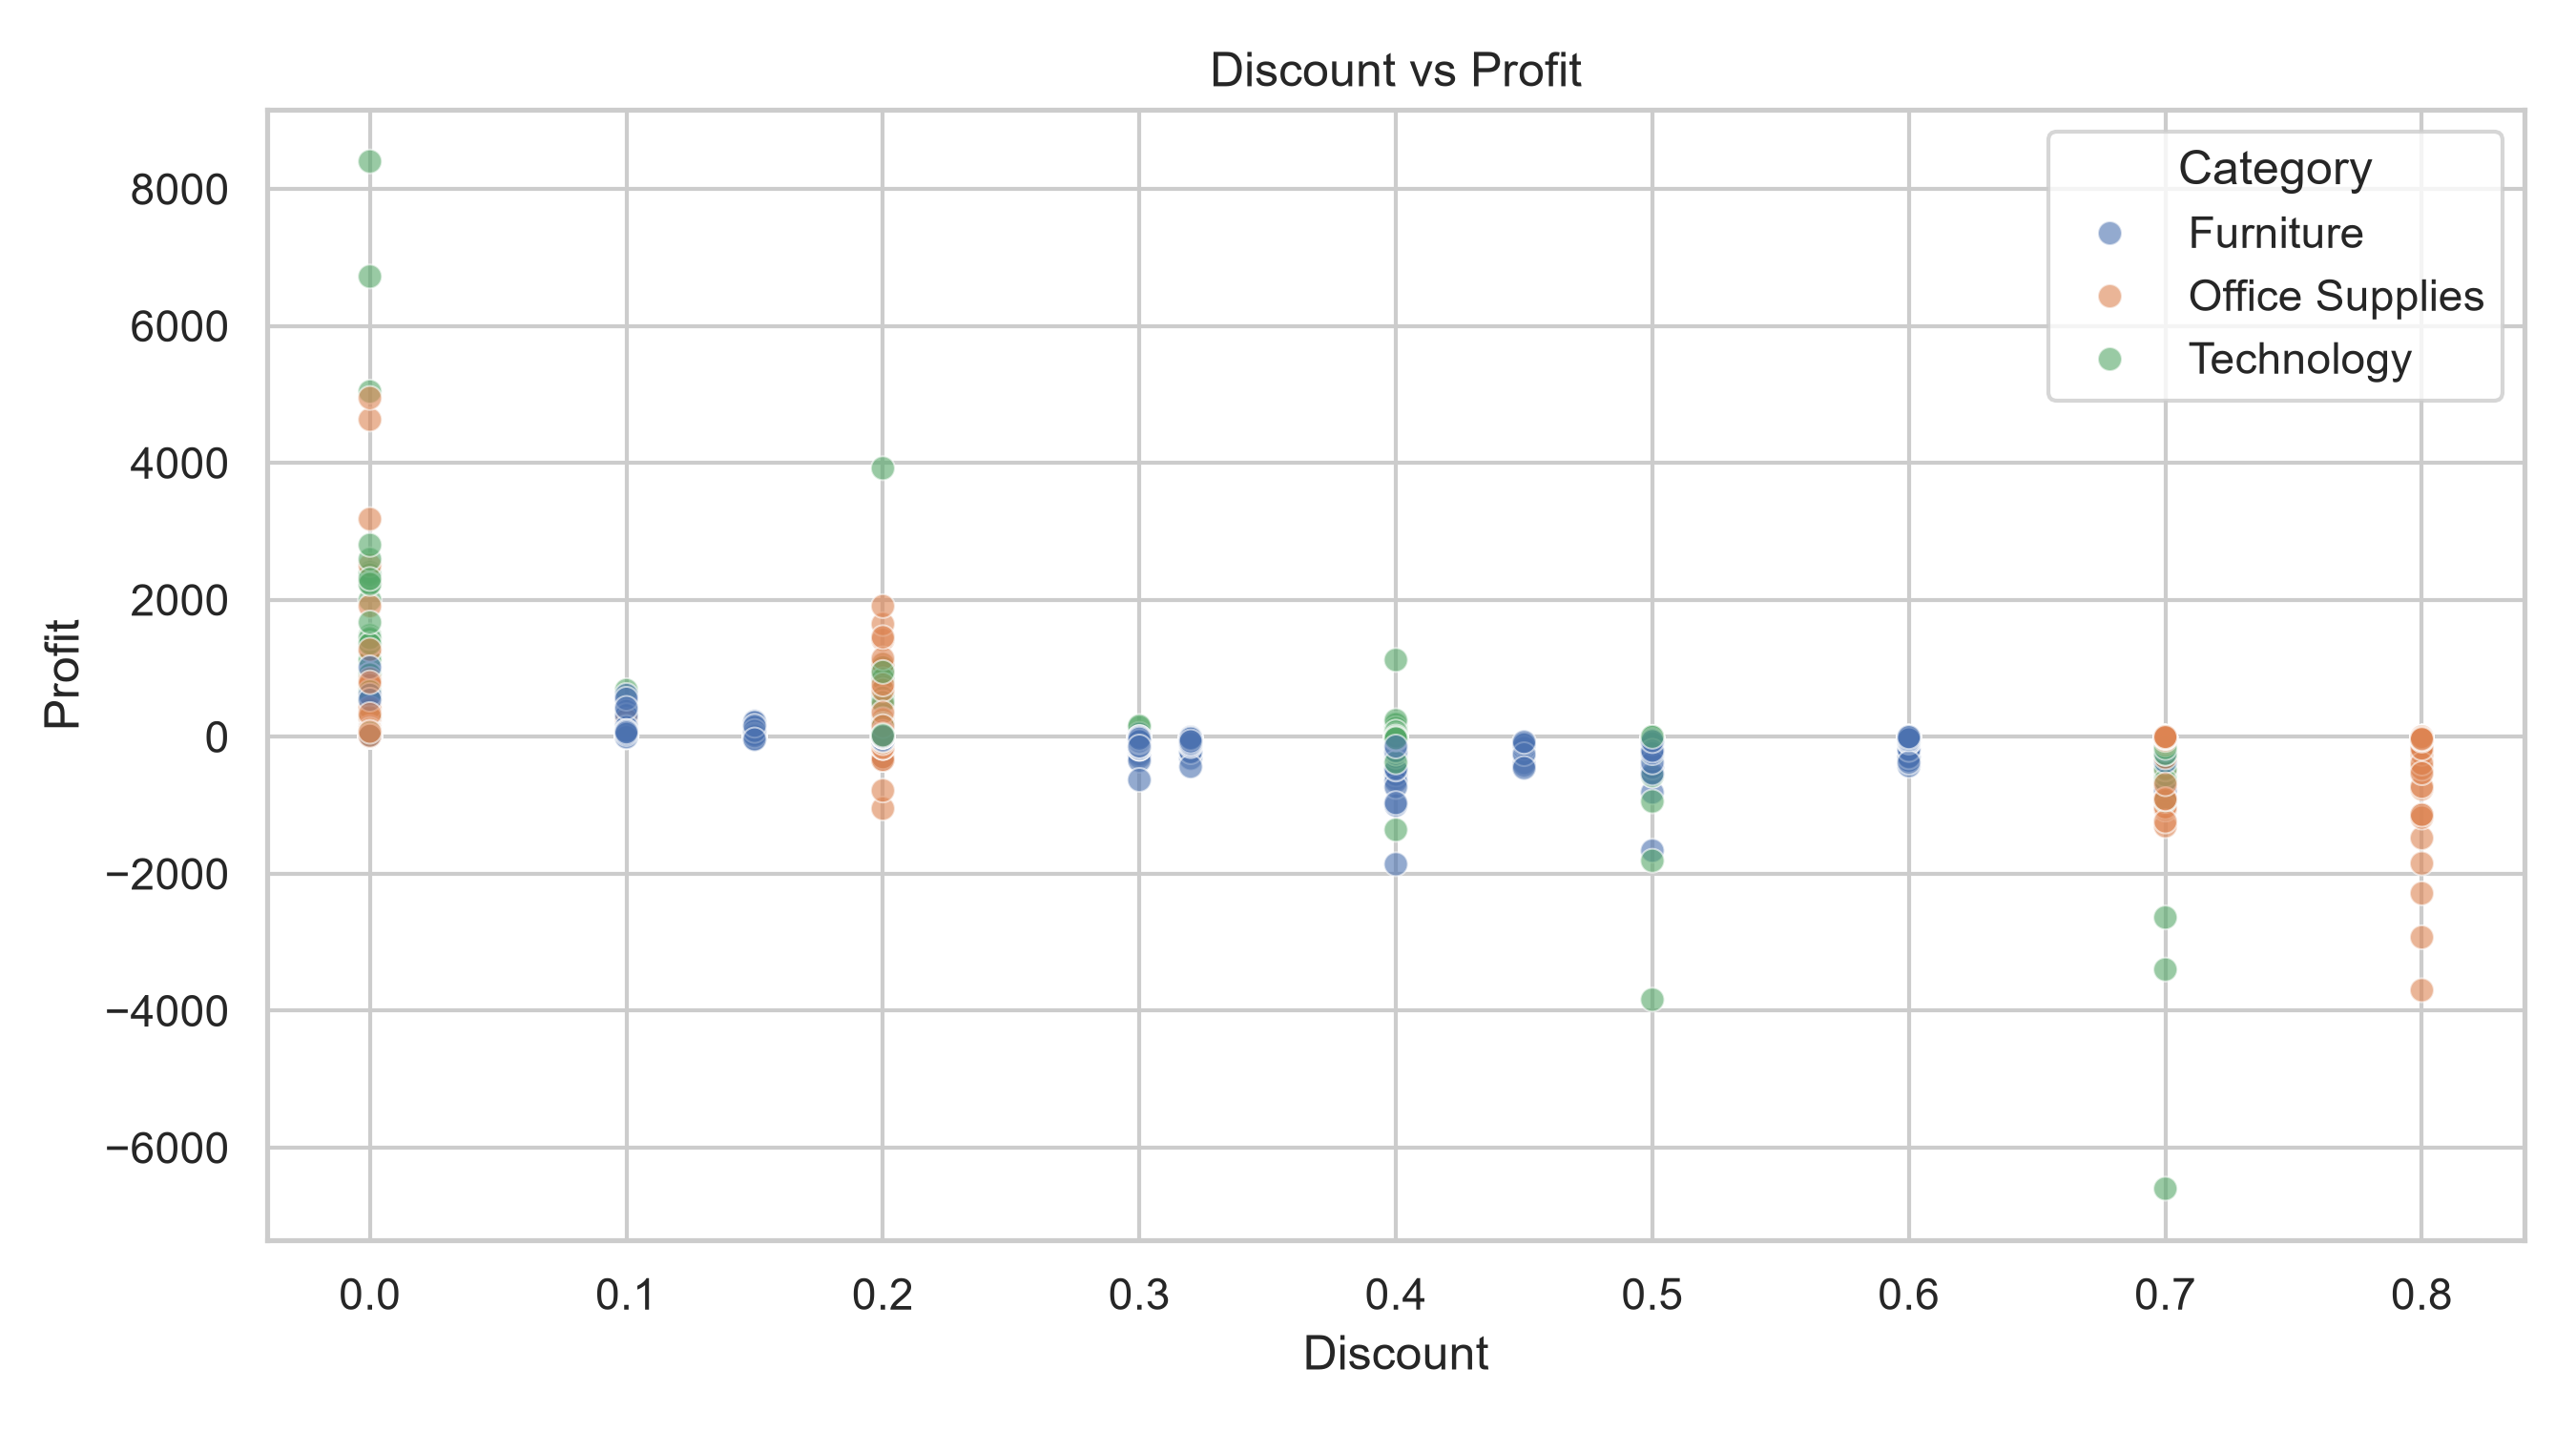 Discount vs Profit
Category
Furniture
Office Supplies
Technology
8000
6000
4000
2000
0
−2000
−4000
−6000
Profit
0.0 0.1 0.2 0.3 0.4 0.5 0.6 0.7 0.8
Discount